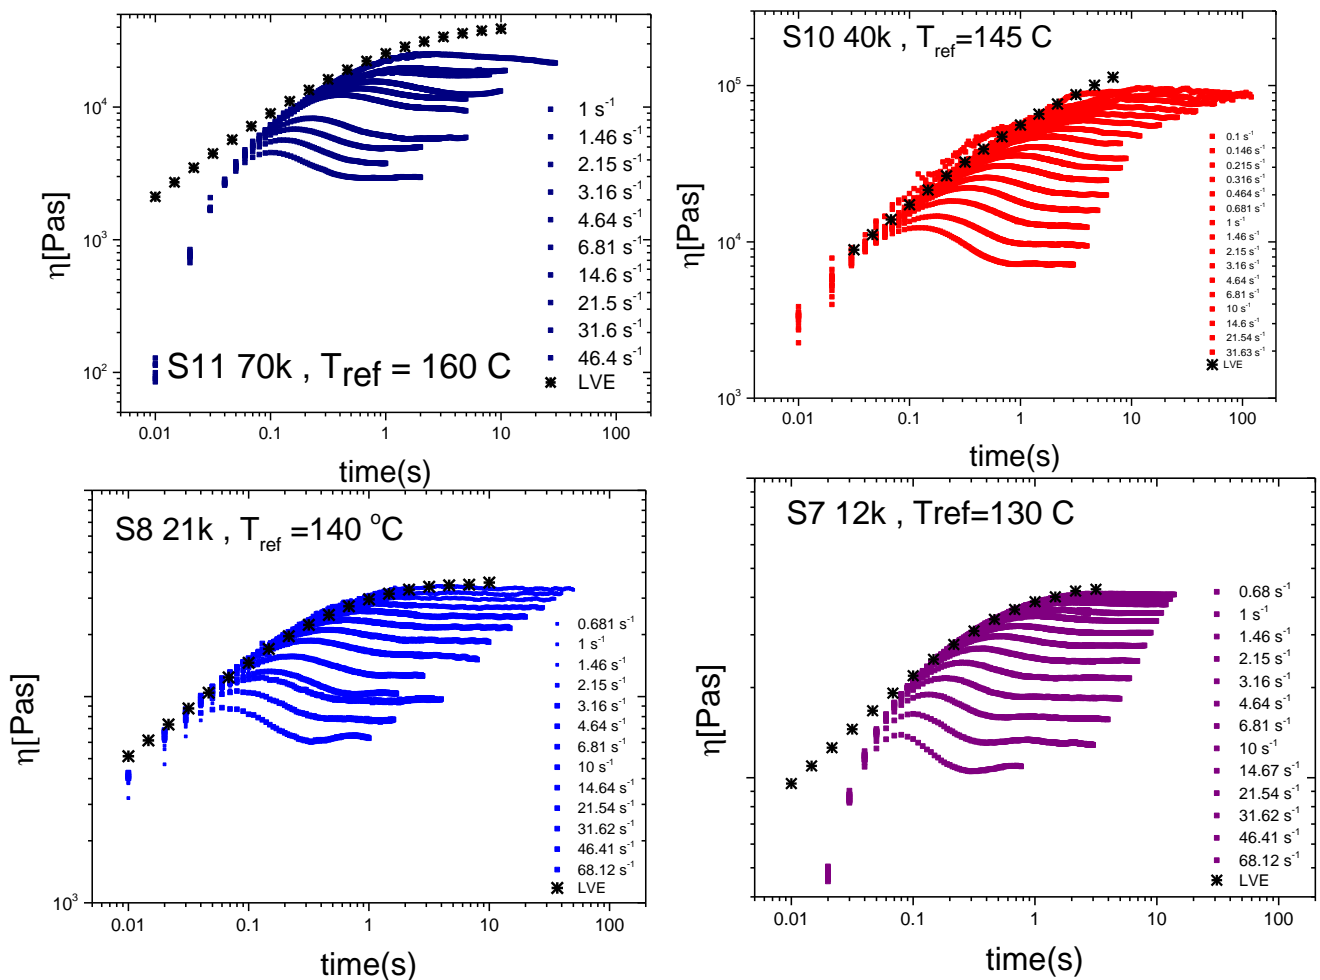 η[Pas]
10⁴
10³
10²
1 s⁻¹
1.46 s⁻¹
2.15 s⁻¹
3.16 s⁻¹
4.64 s⁻¹
6.81 s⁻¹
14.6 s⁻¹
21.5 s⁻¹
31.6 s⁻¹
46.4 s⁻¹
LVE
S11 70k , Tref = 160 C
0.01 0.1 1 10 100
time(s)
S10 40k , Tref=145 C
η[Pas]
10⁵
10⁴
10³
0.1 s⁻¹
0.146 s⁻¹
0.215 s⁻¹
0.316 s⁻¹
0.464 s⁻¹
0.681 s⁻¹
1 s⁻¹
1.46 s⁻¹
2.15 s⁻¹
3.16 s⁻¹
4.64 s⁻¹
6.81 s⁻¹
10 s⁻¹
14.6 s⁻¹
21.54 s⁻¹
31.63 s⁻¹
LVE
0.01 0.1 1 10 100
time(s)
S8 21k , Tref =140 °C
η[Pas]
10³
0.681 s⁻¹
1 s⁻¹
1.46 s⁻¹
2.15 s⁻¹
3.16 s⁻¹
4.64 s⁻¹
6.81 s⁻¹
10 s⁻¹
14.64 s⁻¹
21.54 s⁻¹
31.62 s⁻¹
46.41 s⁻¹
68.12 s⁻¹
LVE
0.01 0.1 1 10 100
time(s)
S7 12k , Tref=130 C
η[Pas]
0.68 s⁻¹
1 s⁻¹
1.46 s⁻¹
2.15 s⁻¹
3.16 s⁻¹
4.64 s⁻¹
6.81 s⁻¹
10 s⁻¹
14.67 s⁻¹
21.54 s⁻¹
31.62 s⁻¹
46.41 s⁻¹
68.12 s⁻¹
LVE
0.01 0.1 1 10 100
time(s)